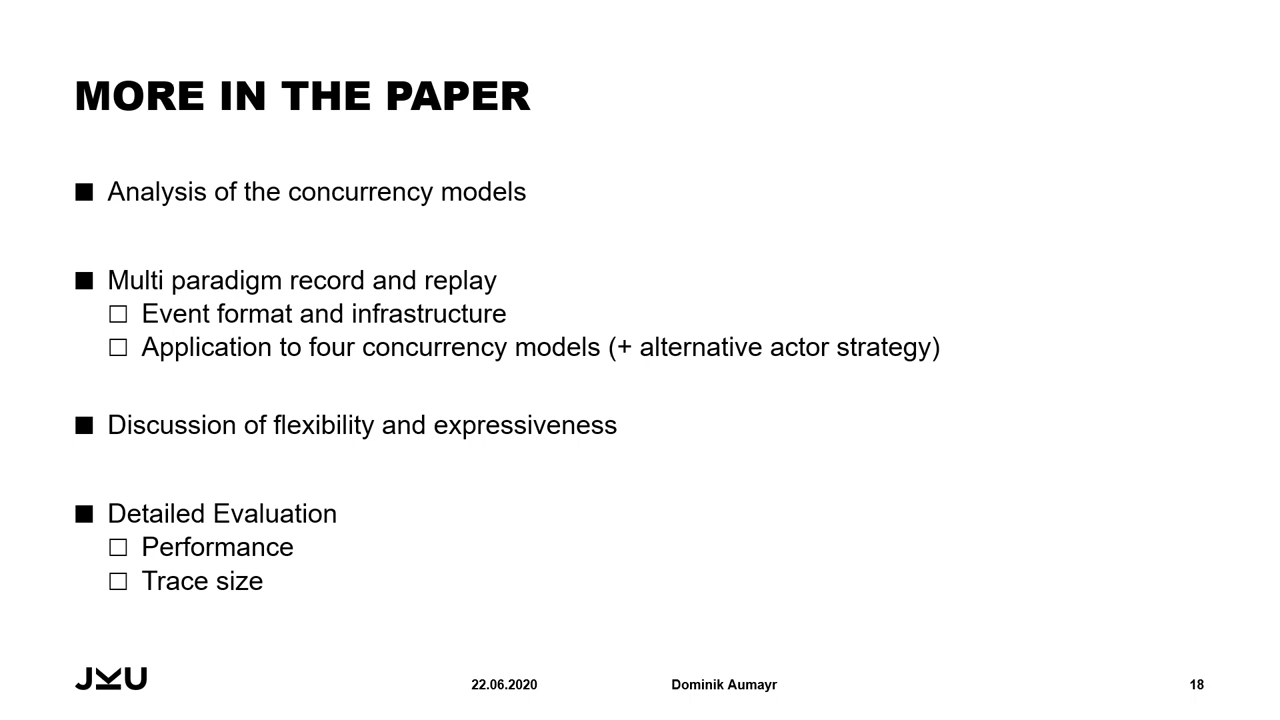 MORE IN THE PAPER
■ Analysis of the concurrency models
■ Multi paradigm record and replay
☐ Event format and infrastructure
☐ Application to four concurrency models (+ alternative actor strategy)
■ Discussion of flexibility and expressiveness
■ Detailed Evaluation
☐ Performance
☐ Trace size
JKU 22.06.2020 Dominik Aumayr 18